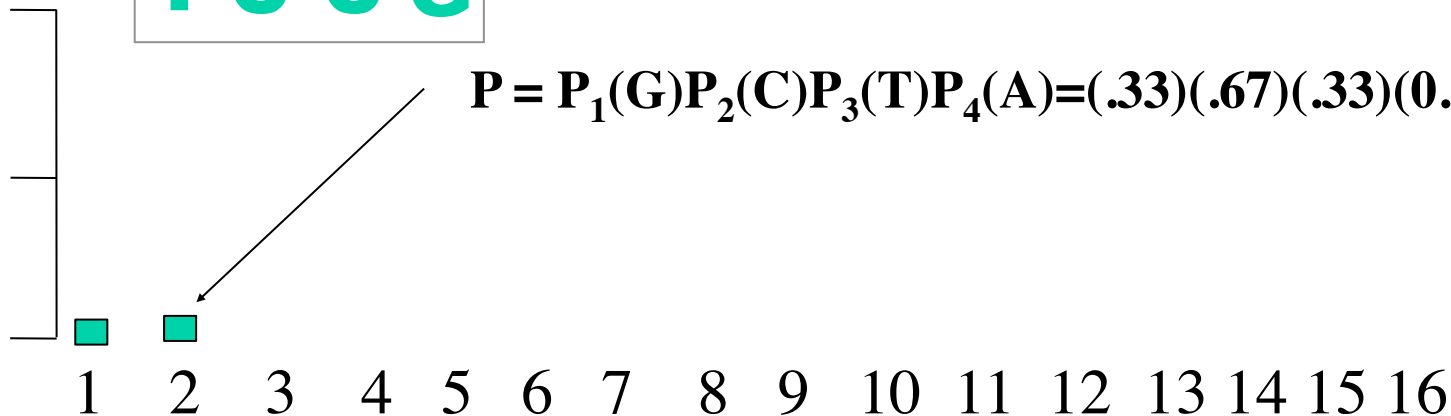 P = P₁(G)P₂(C)P₃(T)P₄(A)=(.33)(.67)(.33)(0.
1 2 3 4 5 6 7 8 9 10 11 12 13 14 15 16